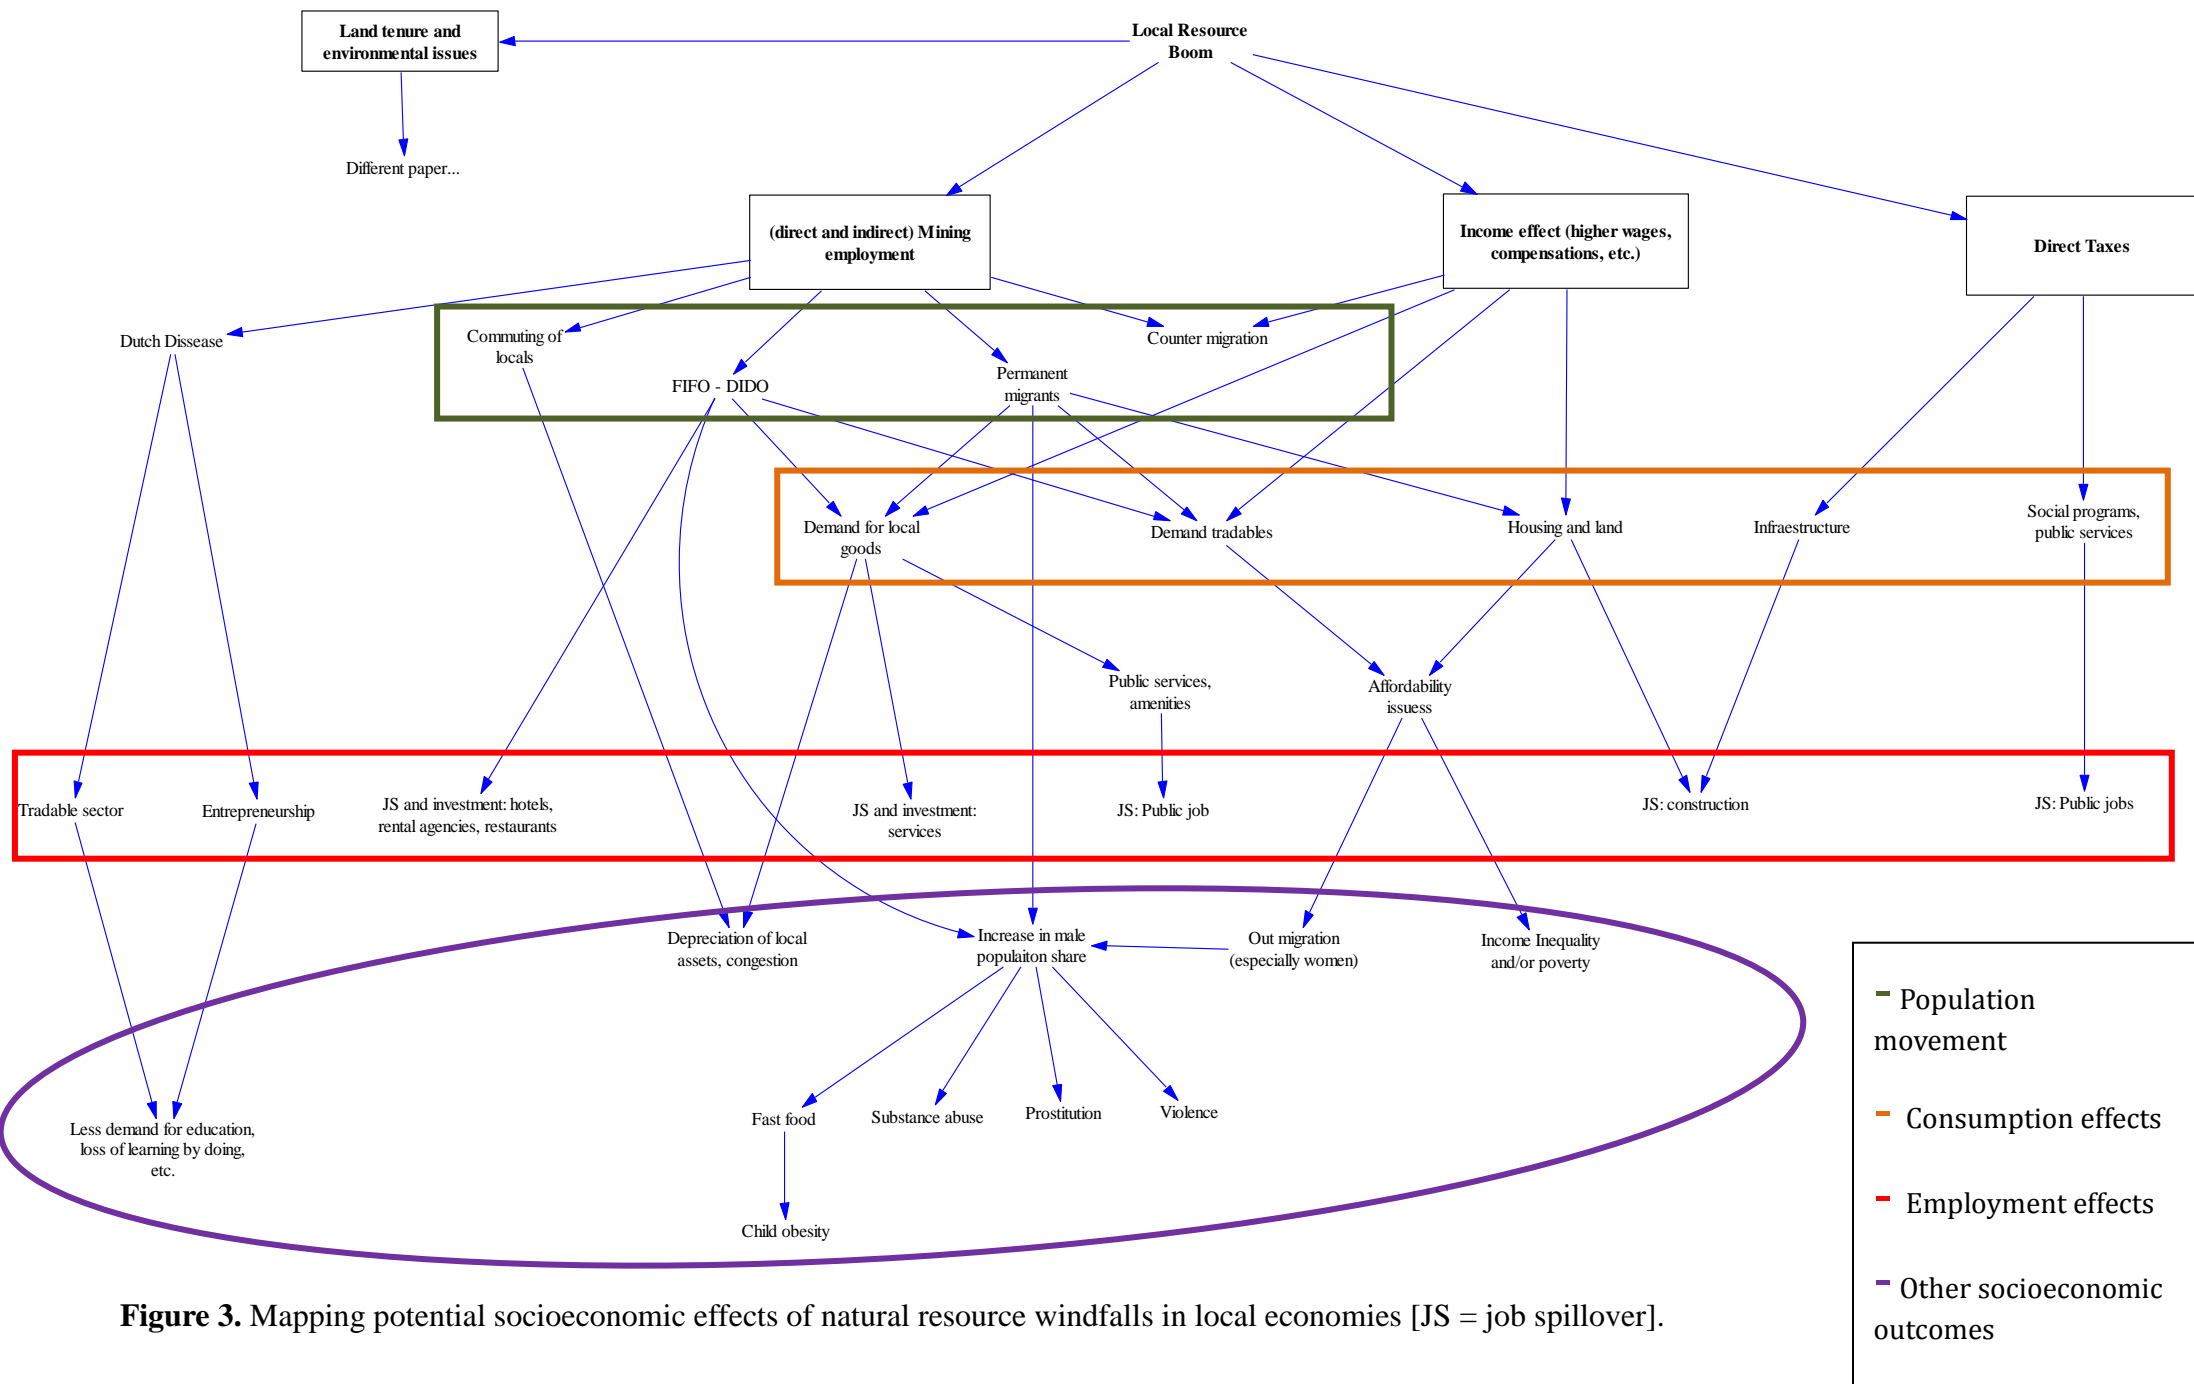 Land tenure and
environmental issues
Local Resource
Boom
Different paper...
(direct and indirect) Mining
employment
Income effect (higher wages,
compensations, etc.)
Direct Taxes
Dutch Dissease
Commuting of
locals
FIFO - DIDO
Permanent
migrants
Counter migration
Demand for local
goods
Demand tradables
Housing and land
Infraestructure
Social programs,
public services
Public services,
amenities
Affordability
issuess
Tradable sector
Entrepreneurship
JS and investment: hotels,
rental agencies, restaurants
JS and investment:
services
JS: Public job
JS: construction
JS: Public jobs
Depreciation of local
assets, congestion
Increase in male
populaiton share
Out migration
(especially women)
Income Inequality
and/or poverty
Less demand for education,
loss of learning by doing,
etc.
Fast food
Substance abuse
Prostitution
Violence
Child obesity
Population
movement
Consumption effects
Employment effects
Other socioeconomic
outcomes
Figure 3. Mapping potential socioeconomic effects of natural resource windfalls in local economies [JS = job spillover].